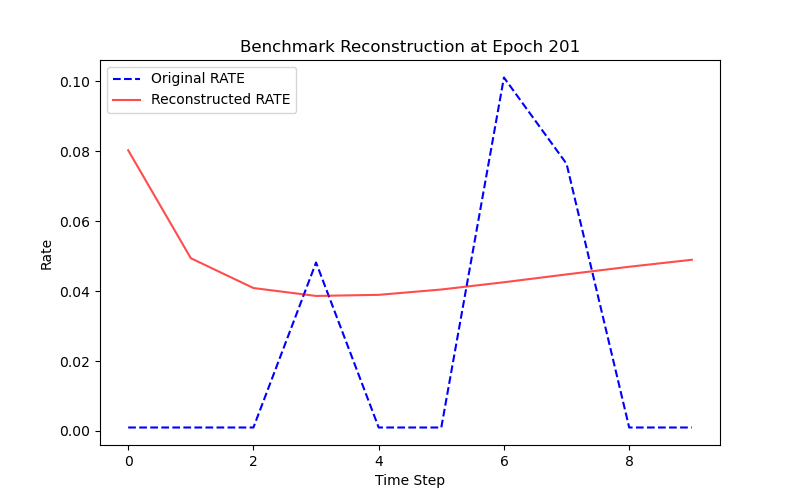 Benchmark Reconstruction at Epoch 201
Original RATE
Reconstructed RATE
0.10
0.08
0.06
0.04
0.02
0.00
Rate
0 2 4 6 8
Time Step